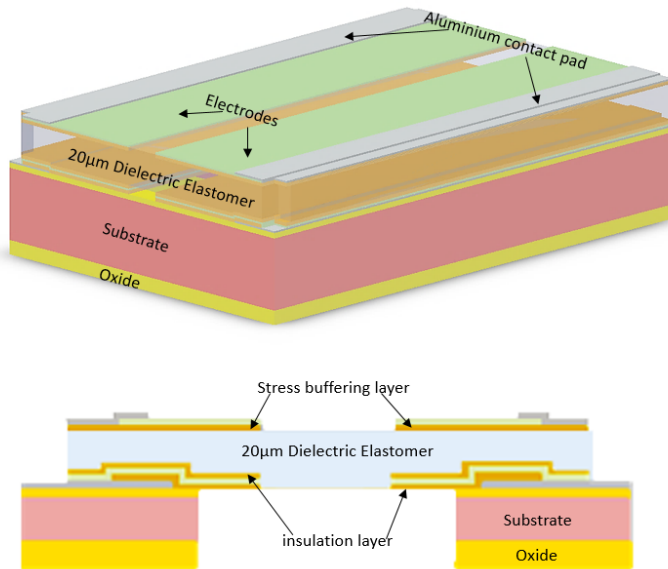 Aluminium contact pad
Electrodes
20µm Dielectric Elastomer
Substrate
Oxide
Stress buffering layer
20µm Dielectric Elastomer
insulation layer
Substrate
Oxide